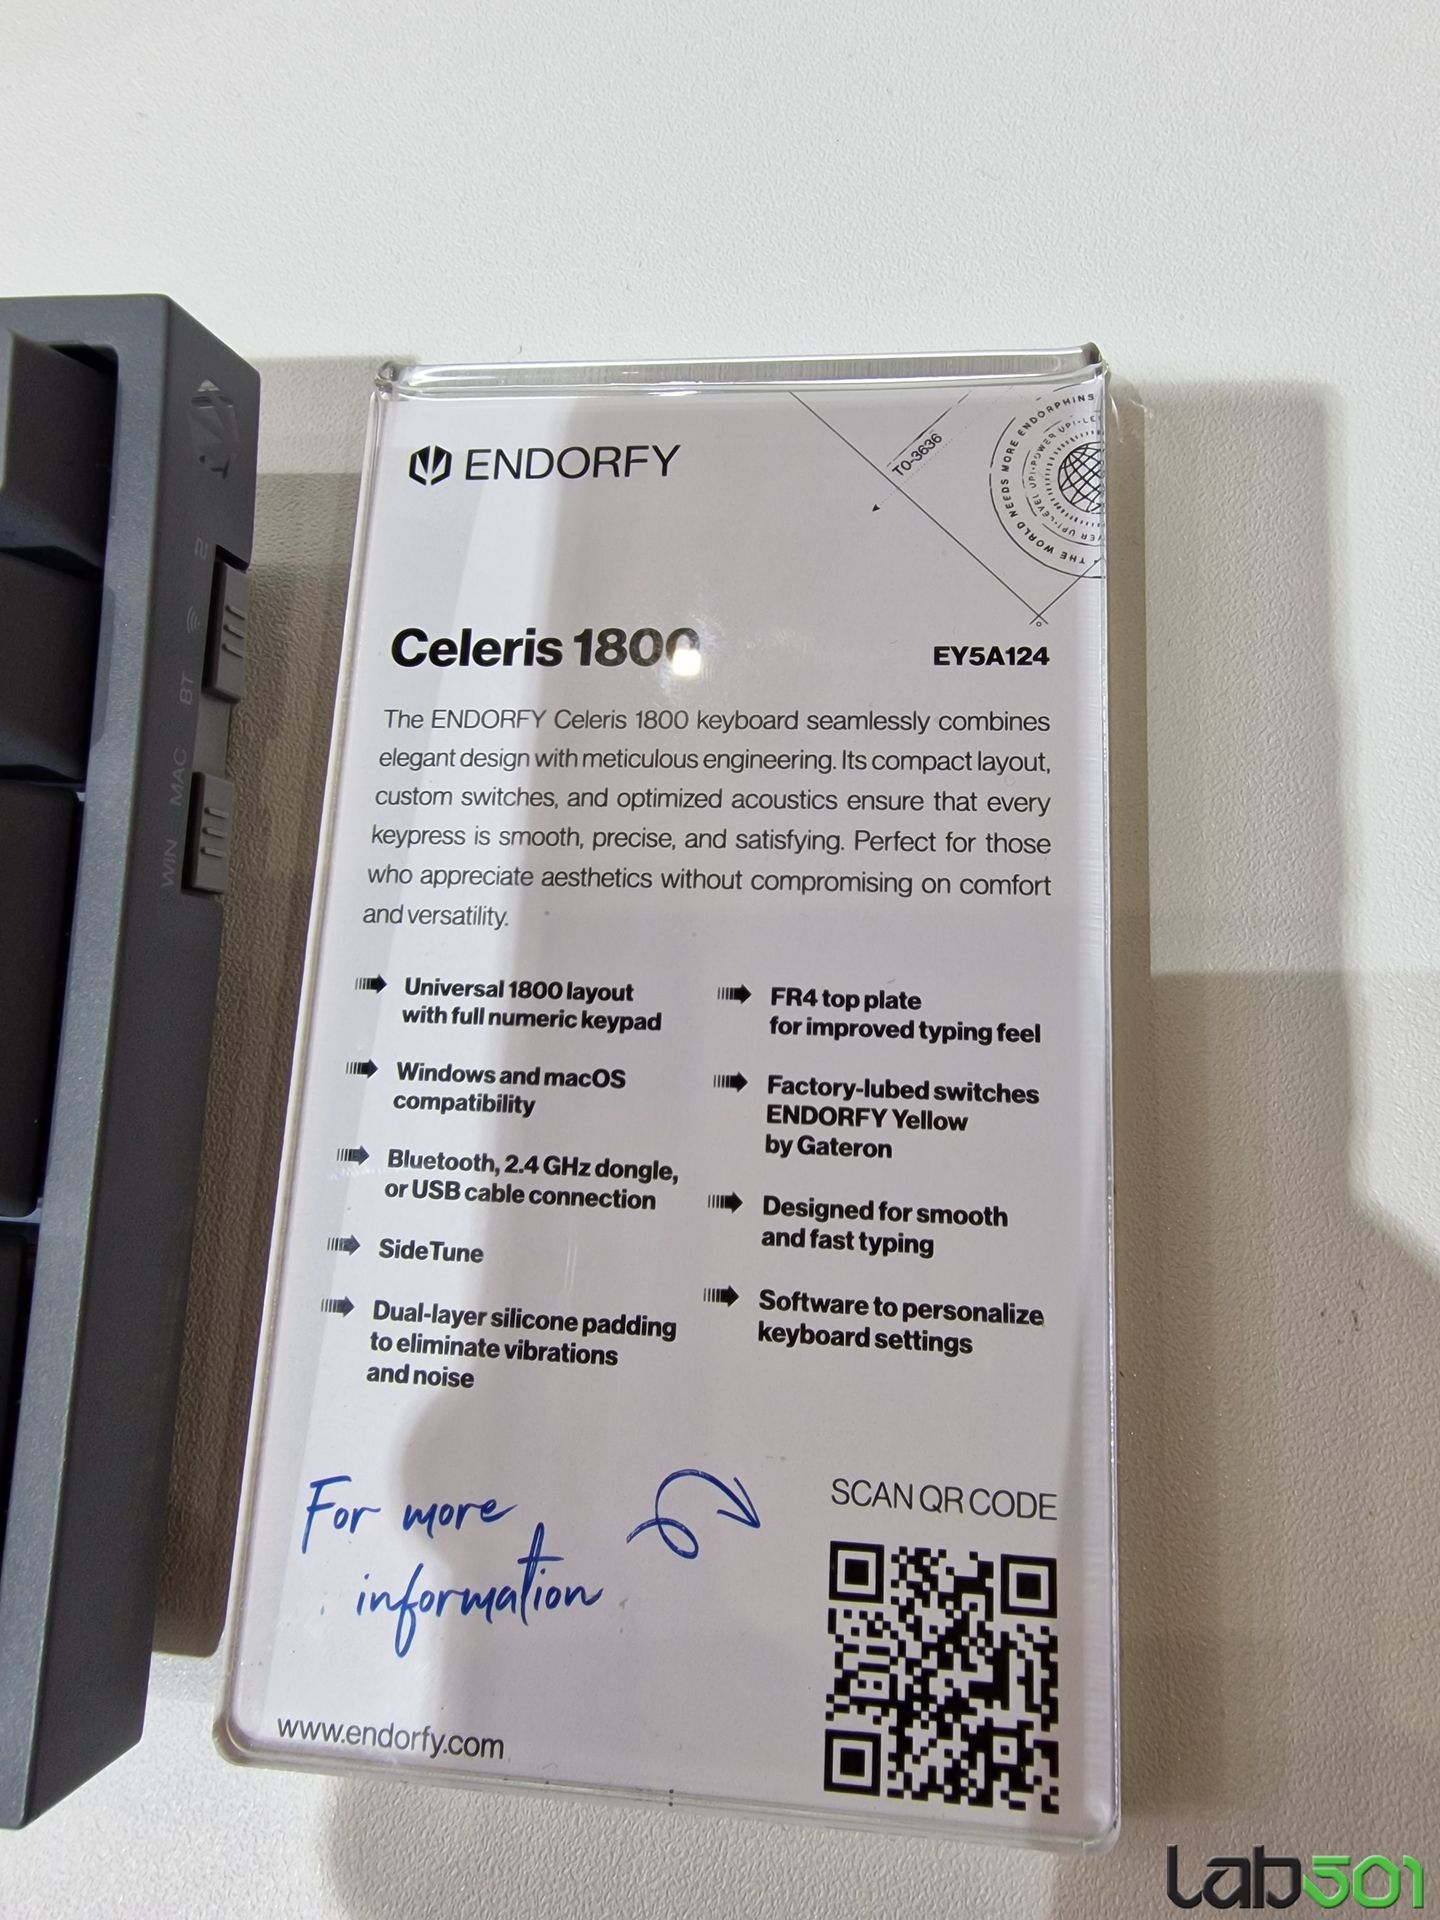 ENDORFY
TO-3636
THE WORLD NEEDS MORE ENDORPHINS
Celeris 1800
EY5A124
The ENDORFY Celeris 1800 keyboard seamlessly combines
elegant design with meticulous engineering. Its compact layout,
custom switches, and optimized acoustics ensure that every
keypress is smooth, precise, and satisfying. Perfect for those
who appreciate aesthetics without compromising on comfort
and versatility.
Universal 1800 layout
with full numeric keypad
Windows and macOS
compatibility
Bluetooth, 2.4 GHz dongle,
or USB cable connection
SideTune
Dual-layer silicone padding
to eliminate vibrations
and noise
FR4 top plate
for improved typing feel
Factory-lubed switches
ENDORFY Yellow
by Gateron
Designed for smooth
and fast typing
Software to personalize
keyboard settings
For more
information
SCAN QR CODE
www.endorfy.com
BT
WIN MAC
lab501